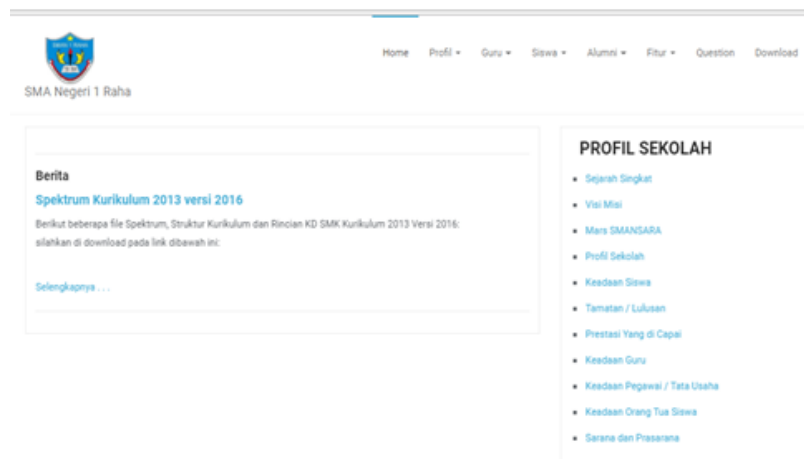 SMA Negeri 1 Raha
Home Profil Guru Siswa Alumni Fitur Question Download
Berita
Spektrum Kurikulum 2013 versi 2016
Berikut beberapa file Spektrum, Struktur Kurikulum dan Rincian KD SMK Kurikulum 2013 Versi 2016:
silahkan di download pada link dibawah ini:
Selengkapnya . . .
PROFIL SEKOLAH
Sejarah Singkat
Visi Misi
Mars SMANSARA
Profil Sekolah
Keadaan Siswa
Tamatan / Lulusan
Prestasi Yang di Capai
Keadaan Guru
Keadaan Pegawai / Tata Usaha
Keadaan Orang Tua Siswa
Sarana dan Prasarana